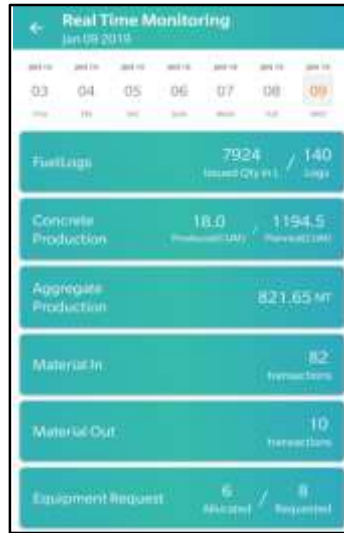 Real Time Monitoring
Jan 09 2019
03 04 05 06 07 08 09
FuelLogs
7924 / 140
Issued Qty in L Logs
Concrete Production
18.0 / 1194.5
Aggregate Production
821.65 MT
Material In
82
transactions
Material Out
10
transactions
Equipment Request
6 / 8
Allocated Requested